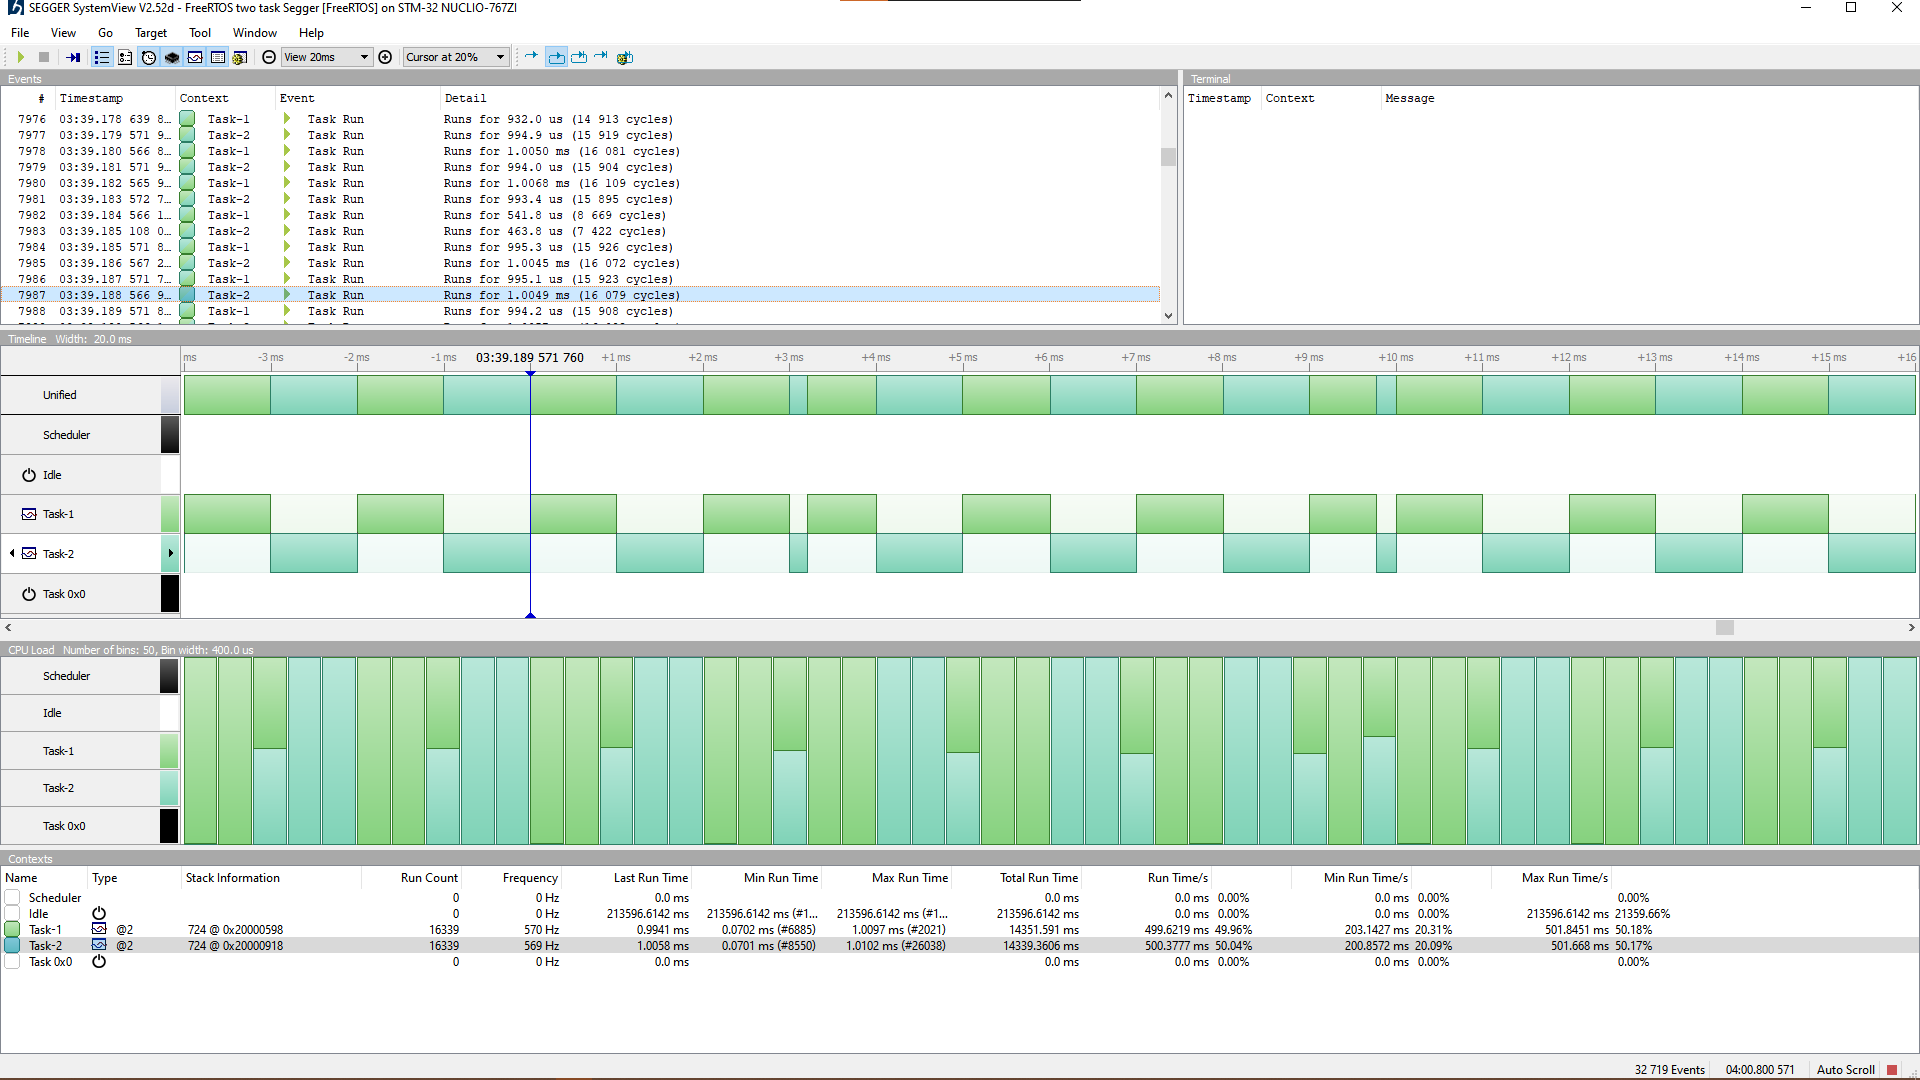 SEGGER SystemView V2.52d - FreeRTOS two task Segger [FreeRTOS] on STM-32 NUCLIO-767ZI
File View Go Target Tool Window Help
View 20ms Cursor at 20%
Events
# Timestamp Context Event Detail
7976 03:39.178 639 8... Task-1 Task Run Runs for 932.0 us (14 913 cycles)
7977 03:39.179 571 9... Task-2 Task Run Runs for 994.9 us (15 919 cycles)
7978 03:39.180 566 8... Task-1 Task Run Runs for 1.0050 ms (16 081 cycles)
7979 03:39.181 571 9... Task-2 Task Run Runs for 994.0 us (15 904 cycles)
7980 03:39.182 565 9... Task-1 Task Run Runs for 1.0068 ms (16 109 cycles)
7981 03:39.183 572 7... Task-2 Task Run Runs for 993.4 us (15 895 cycles)
7982 03:39.184 566 1... Task-1 Task Run Runs for 541.8 us (8 669 cycles)
7983 03:39.185 108 0... Task-2 Task Run Runs for 463.8 us (7 422 cycles)
7984 03:39.185 571 8... Task-1 Task Run Runs for 995.3 us (15 926 cycles)
7985 03:39.186 567 2... Task-2 Task Run Runs for 1.0045 ms (16 072 cycles)
7986 03:39.187 571 7... Task-1 Task Run Runs for 995.1 us (15 923 cycles)
7987 03:39.188 566 9... Task-2 Task Run Runs for 1.0049 ms (16 079 cycles)
7988 03:39.189 571 8... Task-1 Task Run Runs for 994.2 us (15 908 cycles)
Terminal
Timestamp Context Message
Timeline Width: 20.0 ms
ms -3 ms -2 ms -1 ms 03:39.189 571 760 +1 ms +2 ms +3 ms +4 ms +5 ms +6 ms +7 ms +8 ms +9 ms +10 ms +11 ms +12 ms +13 ms +14 ms +15 ms +16
Unified
Scheduler
Idle
Task-1
Task-2
Task 0x0
CPU Load Number of bins: 50, Bin width: 400.0 us
Scheduler
Idle
Task-1
Task-2
Task 0x0
Contexts
Name Type Stack Information Run Count Frequency Last Run Time Min Run Time Max Run Time Total Run Time Run Time/s Min Run Time/s Max Run Time/s
Scheduler 0 0 Hz 0.0 ms 0.0 ms 0.0 ms 0.00% 0.0 ms 0.00% 0.00%
Idle 0 0 Hz 213596.6142 ms 213596.6142 ms (#1... 213596.6142 ms (#1... 213596.6142 ms 0.0 ms 0.00% 0.0 ms 0.00% 213596.6142 ms 21359.66%
Task-1 @2 724 @ 0x20000598 16339 570 Hz 0.9941 ms 0.0702 ms (#6885) 1.0097 ms (#2021) 14351.591 ms 499.6219 ms 49.96% 203.1427 ms 20.31% 501.8451 ms 50.18%
Task-2 @2 724 @ 0x20000918 16339 569 Hz 1.0058 ms 0.0701 ms (#8550) 1.0102 ms (#26038) 14339.3606 ms 500.3777 ms 50.04% 200.8572 ms 20.09% 501.668 ms 50.17%
Task 0x0 0 0 Hz 0.0 ms 0.0 ms 0.0 ms 0.00% 0.0 ms 0.00% 0.00%
32 719 Events 04:00.800 571 Auto Scroll